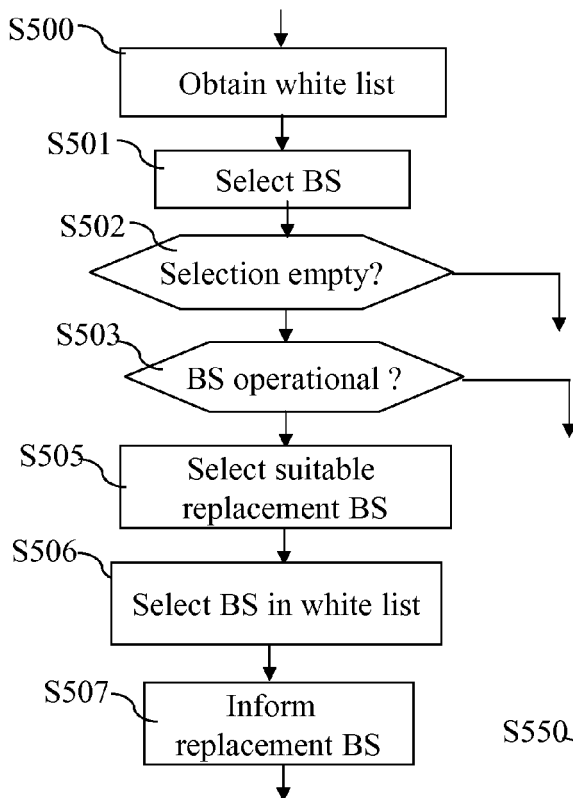 S500
Obtain white list
S501
Select BS
S502
Selection empty?
S503
BS operational ?
S505
Select suitable
replacement BS
S506
Select BS in white list
S507
Inform
replacement BS
S550